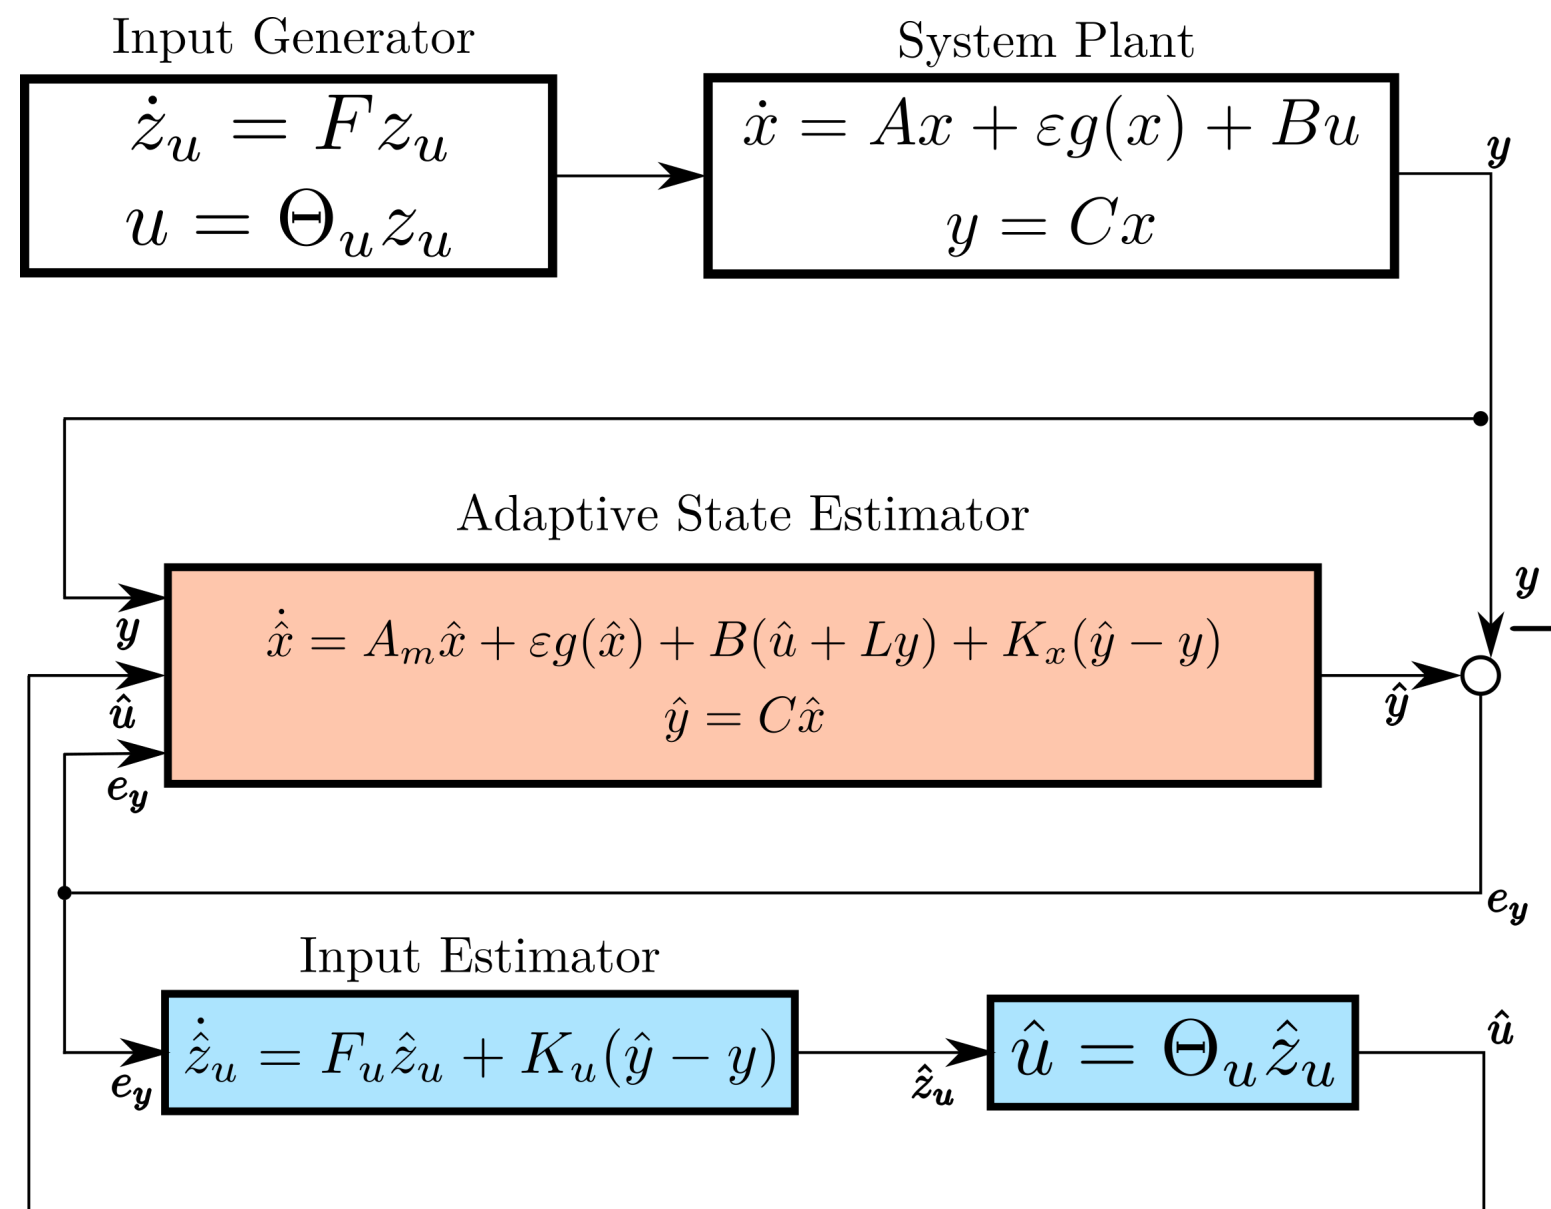 Input Generator
System Plant
ż_u = Fz_u
u = Θ_u z_u
ẋ = Ax + εg(x) + Bu
y = Cx
y
Adaptive State Estimator
y
−
y
û
e_y
x̂̇ = A_m x̂ + εg(x̂) + B(û + Ly) + K_x(ŷ − y)
ŷ = Cx̂
ŷ
e_y
Input Estimator
ẑ̇_u = F_u ẑ_u + K_u(ŷ − y)
e_y
ẑ_u
û = Θ_u ẑ_u
û